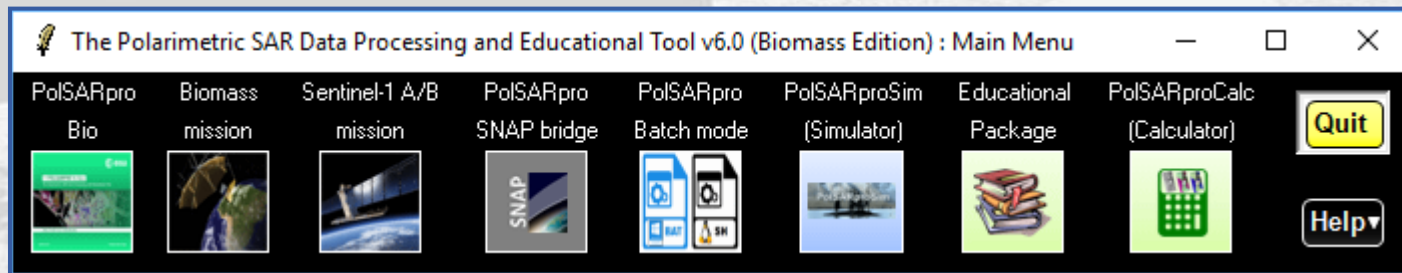 The Polarimetric SAR Data Processing and Educational Tool v6.0 (Biomass Edition) : Main Menu
PolSARpro Bio
Biomass mission
Sentinel-1 A/B mission
PolSARpro SNAP bridge
PolSARpro Batch mode
PolSARproSim (Simulator)
Educational Package
PolSARproCalc (Calculator)
Quit
esa
SNAP
BAT
SH
PolSARproSim
Help